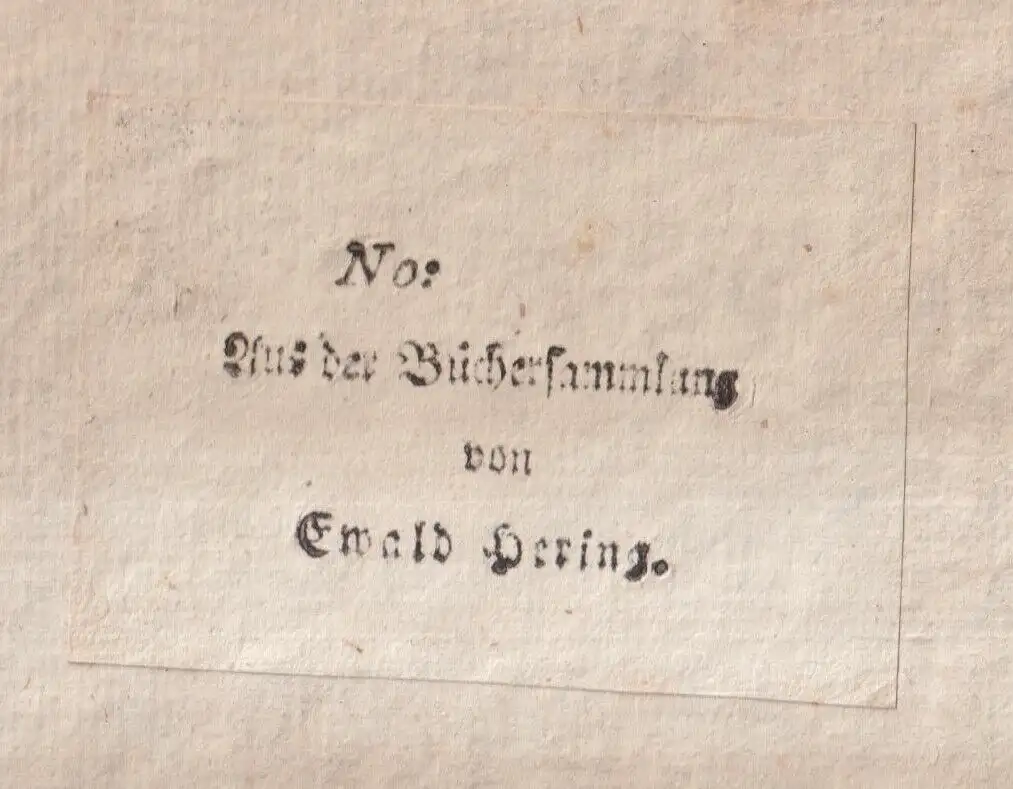 No:
Aus der Büchersammlung
von
Ewald Hering.